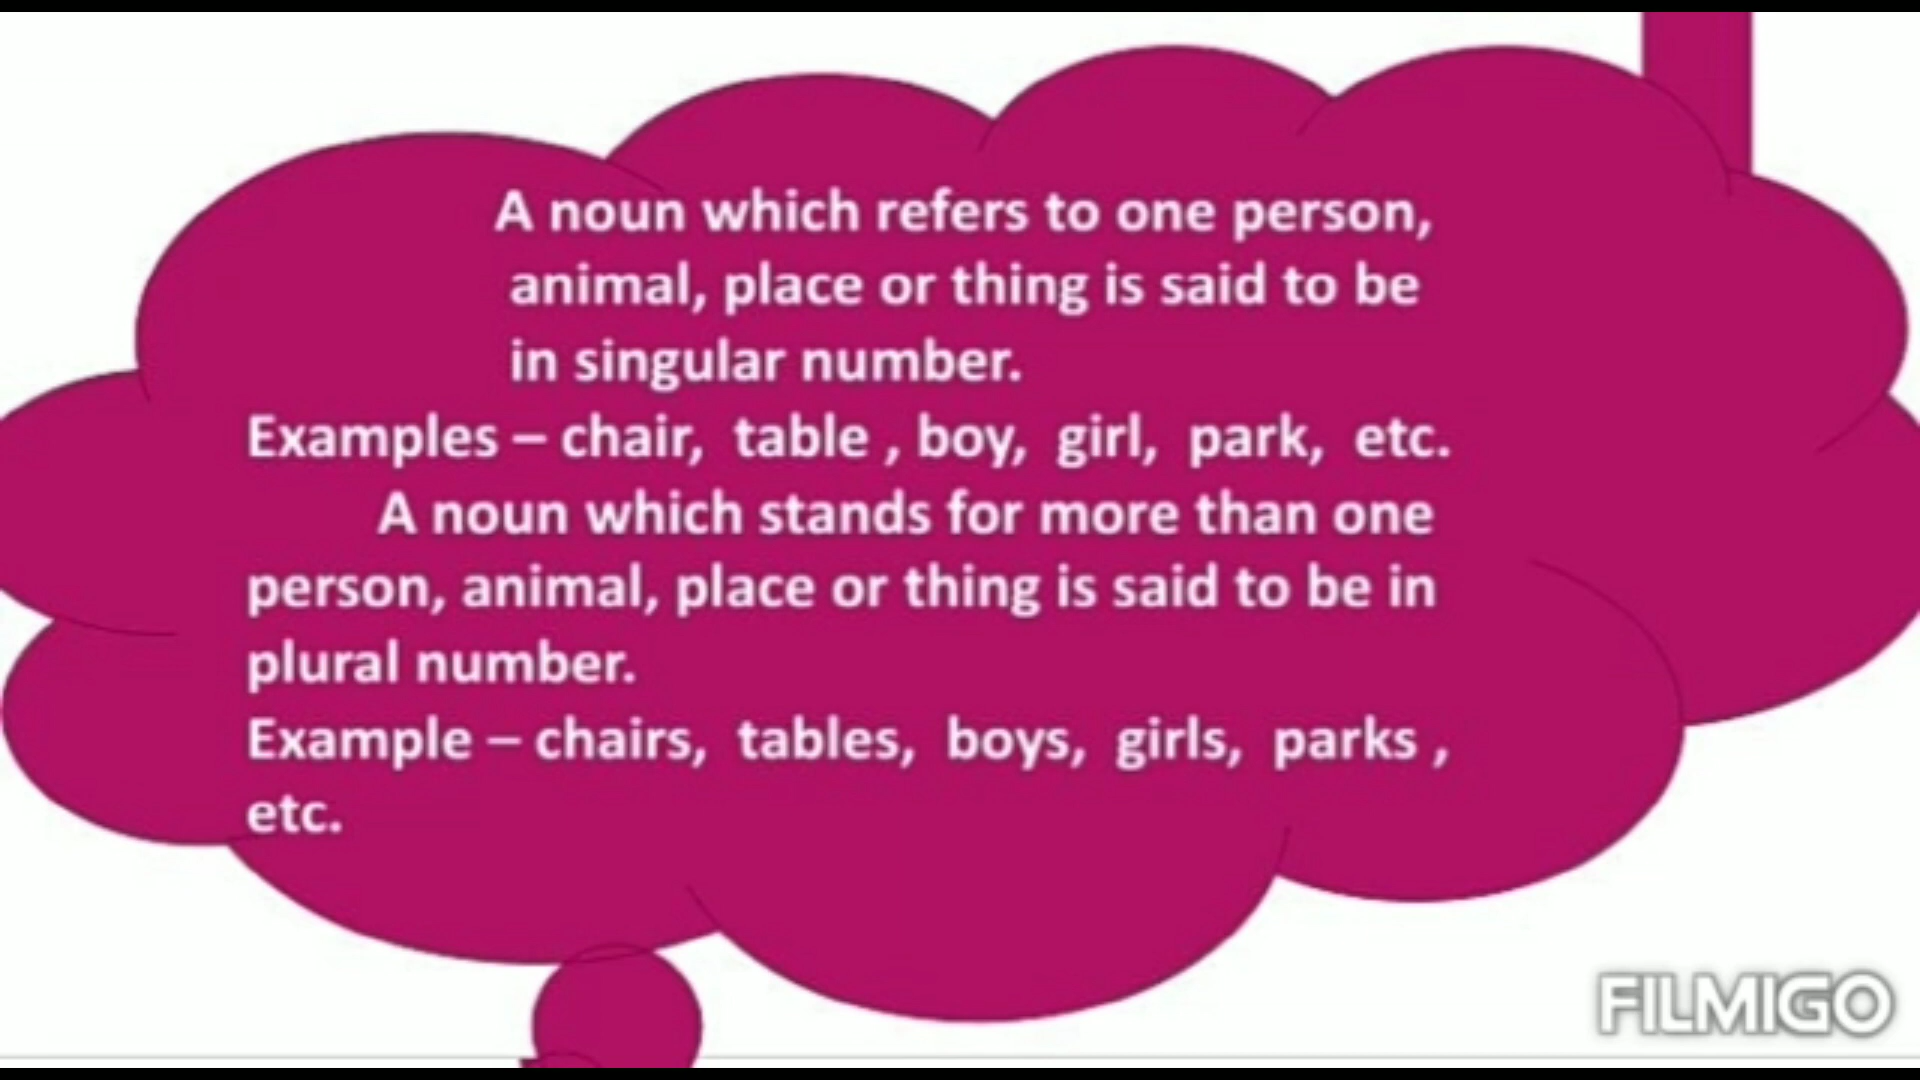 A noun which refers to one person,
animal, place or thing is said to be
in singular number.
Examples – chair, table , boy, girl, park, etc.
A noun which stands for more than one
person, animal, place or thing is said to be in
plural number.
Example – chairs, tables, boys, girls, parks ,
etc.
FILMIGO